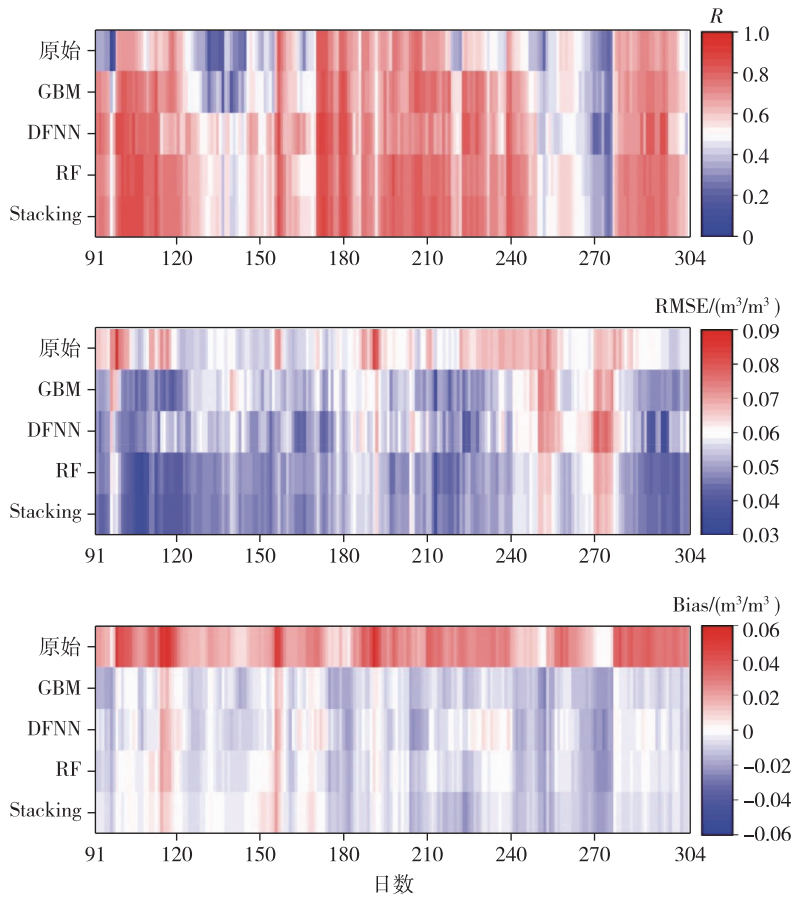 R
原始
GBM
DFNN
RF
Stacking
1.0
0.8
0.6
0.4
0.2
0
91 120 150 180 210 240 270 304
RMSE/(m³/m³)
原始
GBM
DFNN
RF
Stacking
0.09
0.08
0.07
0.06
0.05
0.04
0.03
91 120 150 180 210 240 270 304
Bias/(m³/m³)
原始
GBM
DFNN
RF
Stacking
0.06
0.04
0.02
0
−0.02
−0.04
−0.06
91 120 150 180 210 240 270 304
日数